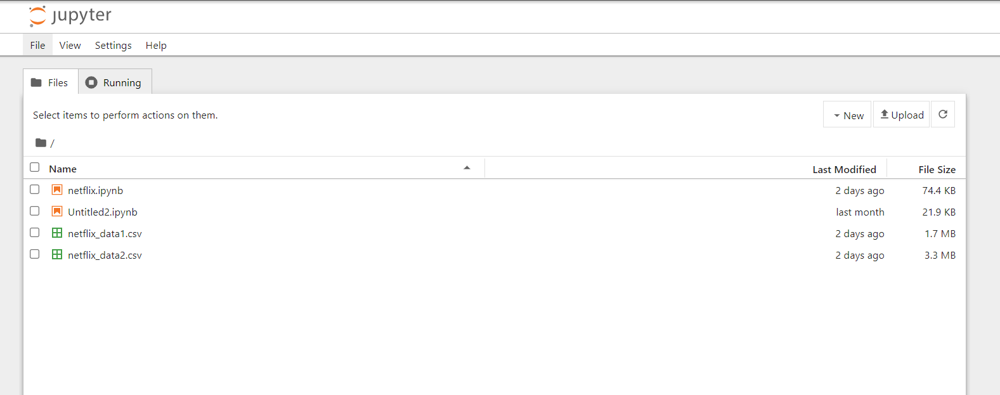 jupyter
File View Settings Help
Files Running
Select items to perform actions on them.
New Upload
/
Name Last Modified File Size
netflix.ipynb 2 days ago 74.4 KB
Untitled2.ipynb last month 21.9 KB
netflix_data1.csv 2 days ago 1.7 MB
netflix_data2.csv 2 days ago 3.3 MB